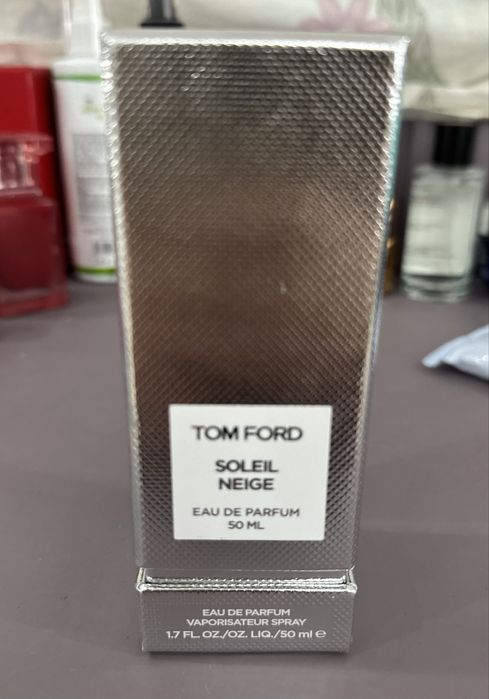 TOM FORD
SOLEIL
NEIGE
EAU DE PARFUM
50 ML
EAU DE PARFUM
VAPORISATEUR SPRAY
1.7 FL. OZ./OZ. LIQ./50 ml ℮